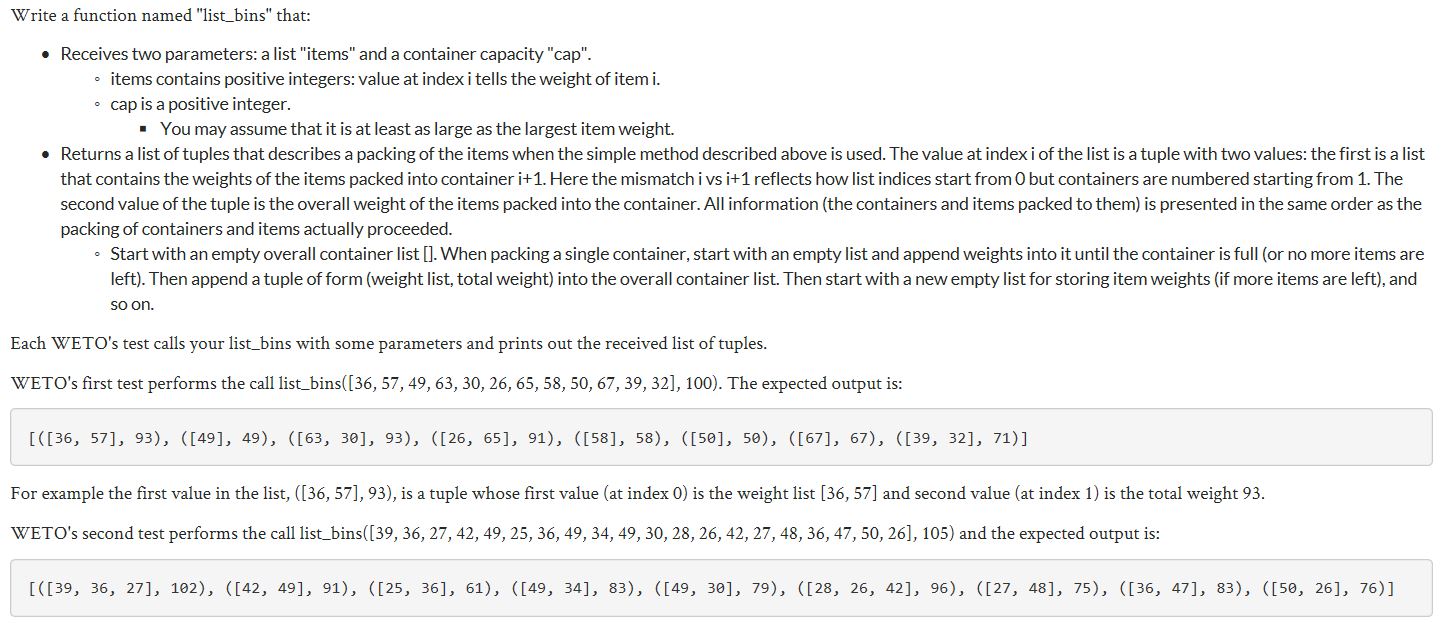 Write a function named "list_bins" that:
• Receives two parameters: a list "items" and a container capacity "cap".
◦ items contains positive integers: value at index i tells the weight of item i.
◦ cap is a positive integer.
▪ You may assume that it is at least as large as the largest item weight.
• Returns a list of tuples that describes a packing of the items when the simple method described above is used. The value at index i of the list is a tuple with two values: the first is a list
that contains the weights of the items packed into container i+1. Here the mismatch i vs i+1 reflects how list indices start from 0 but containers are numbered starting from 1. The
second value of the tuple is the overall weight of the items packed into the container. All information (the containers and items packed to them) is presented in the same order as the
packing of containers and items actually proceeded.
◦ Start with an empty overall container list []. When packing a single container, start with an empty list and append weights into it until the container is full (or no more items are
left). Then append a tuple of form (weight list, total weight) into the overall container list. Then start with a new empty list for storing item weights (if more items are left), and
so on.
Each WETO's test calls your list_bins with some parameters and prints out the received list of tuples.
WETO's first test performs the call list_bins([36, 57, 49, 63, 30, 26, 65, 58, 50, 67, 39, 32], 100). The expected output is:
[([36, 57], 93), ([49], 49), ([63, 30], 93), ([26, 65], 91), ([58], 58), ([50], 50), ([67], 67), ([39, 32], 71)]
For example the first value in the list, ([36, 57], 93), is a tuple whose first value (at index 0) is the weight list [36, 57] and second value (at index 1) is the total weight 93.
WETO's second test performs the call list_bins([39, 36, 27, 42, 49, 25, 36, 49, 34, 49, 30, 28, 26, 42, 27, 48, 36, 47, 50, 26], 105) and the expected output is:
[([39, 36, 27], 102), ([42, 49], 91), ([25, 36], 61), ([49, 34], 83), ([49, 30], 79), ([28, 26, 42], 96), ([27, 48], 75), ([36, 47], 83), ([50, 26], 76)]